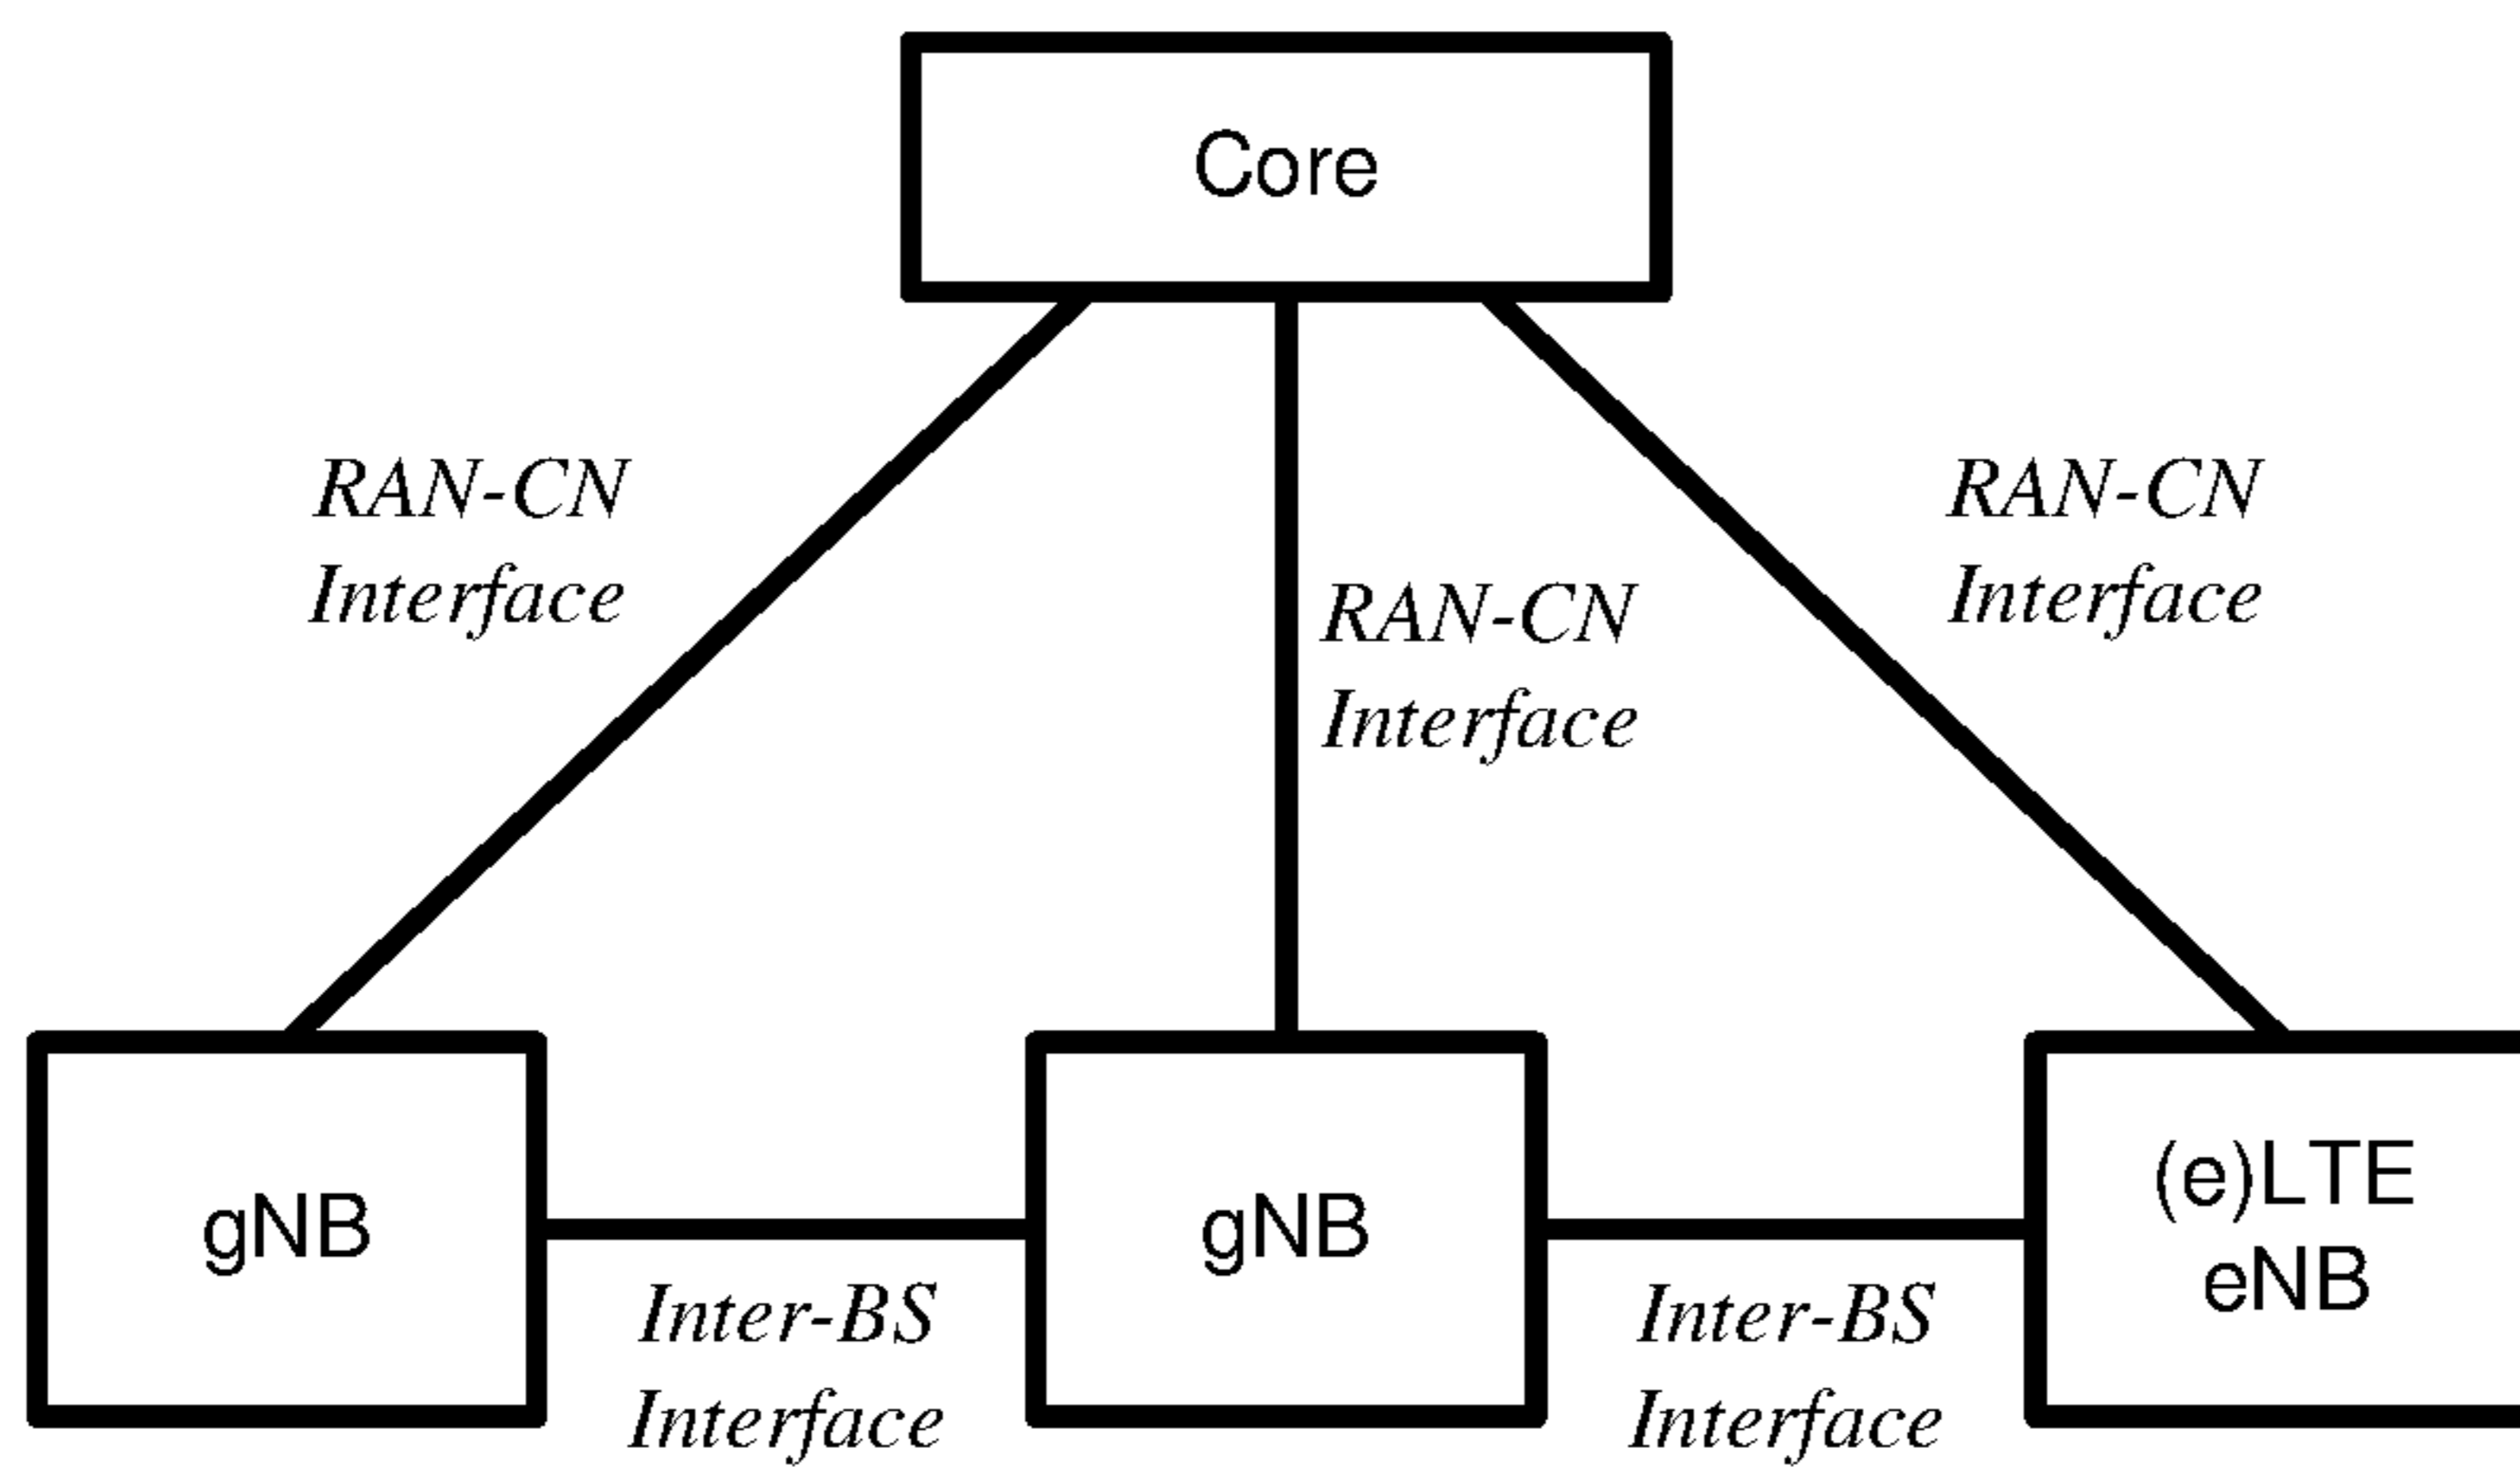 Core
RAN-CN
Interface
RAN-CN
Interface
RAN-CN
Interface
gNB
Inter-BS
Interface
gNB
Inter-BS
Interface
(e)LTE
eNB